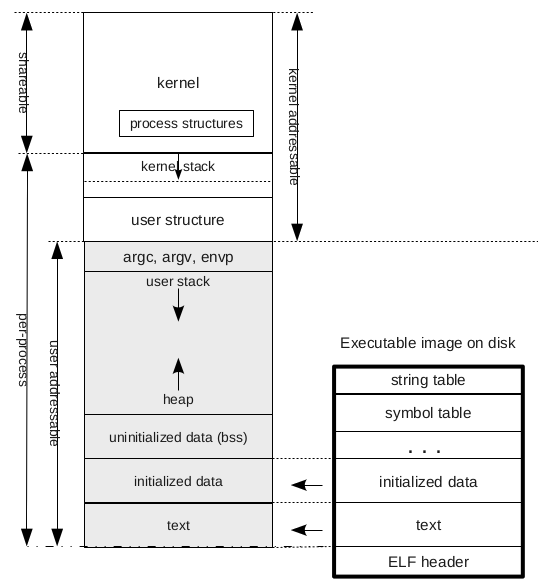 shareable
kernel
process structures
kernel addressable
kernel stack
user structure
per-process
user addressable
argc, argv, envp
user stack
heap
uninitialized data (bss)
initialized data
text
Executable image on disk
string table
symbol table
. . .
initialized data
text
ELF header